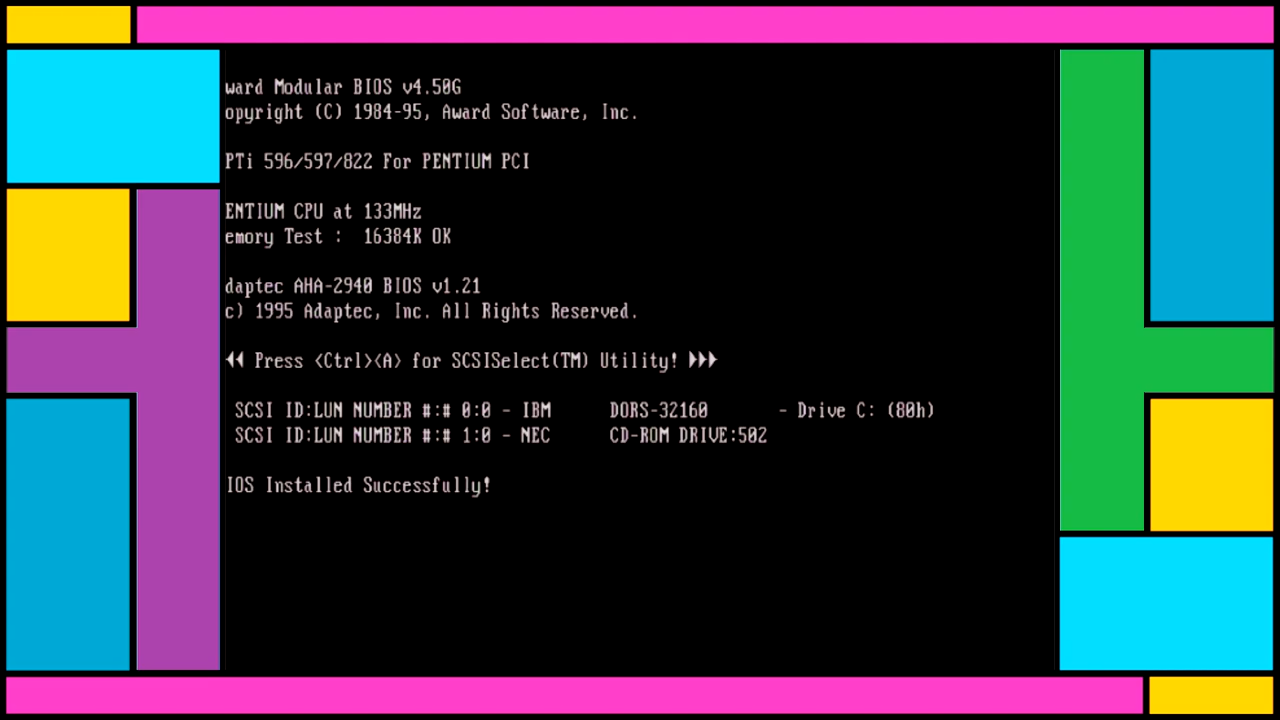 ward Modular BIOS v4.50G
opyright (C) 1984-95, Award Software, Inc.
PTi 596/597/822 For PENTIUM PCI
ENTIUM CPU at 133MHz
emory Test :  16384K OK
daptec AHA-2940 BIOS v1.21
c) 1995 Adaptec, Inc. All Rights Reserved.
◄◄ Press <Ctrl><A> for SCSISelect(TM) Utility! ►►►
SCSI ID:LUN NUMBER #:# 0:0 - IBM      DORS-32160       - Drive C: (80h)
SCSI ID:LUN NUMBER #:# 1:0 - NEC      CD-ROM DRIVE:502
IOS Installed Successfully!